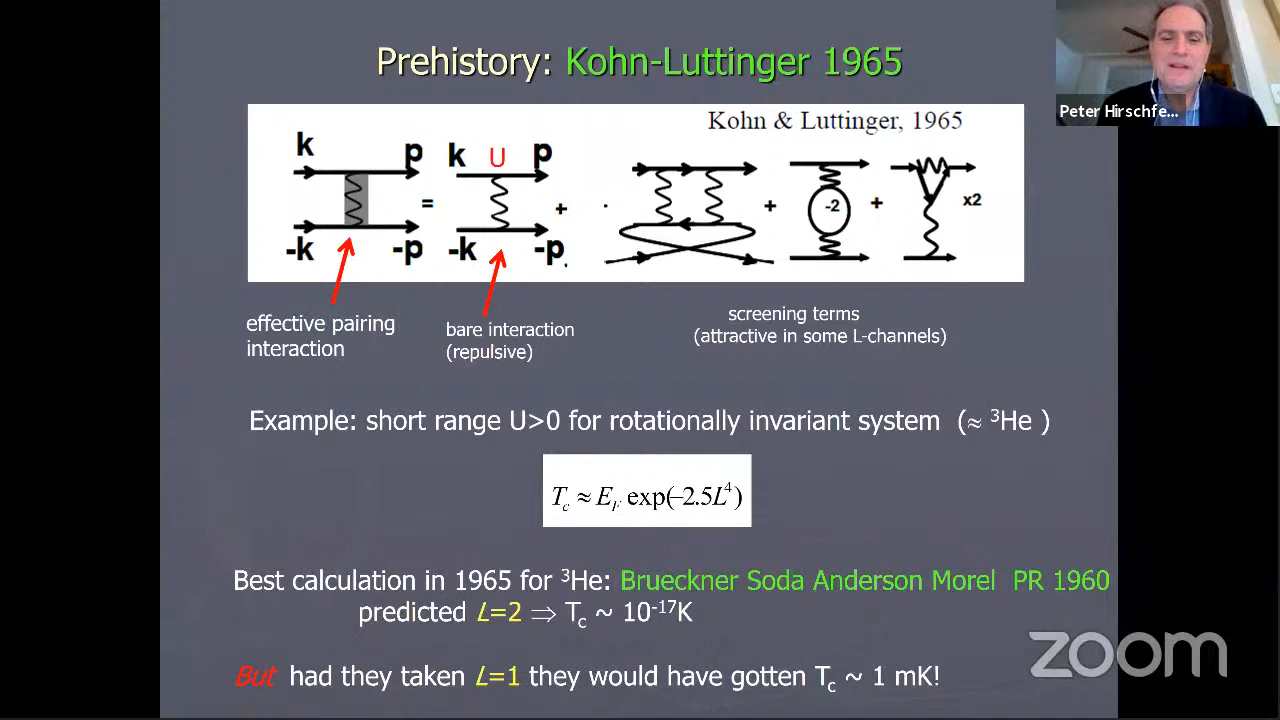 Prehistory: Kohn-Luttinger 1965
Kohn & Luttinger, 1965
k p k U p
= + + -2 + x2
-k -p -k -p
effective pairing
interaction
bare interaction
(repulsive)
screening terms
(attractive in some L-channels)
Example: short range U>0 for rotationally invariant system (≈ ³He )
T_c ≈ E_F exp(−2.5L⁴)
Best calculation in 1965 for ³He: Brueckner Soda Anderson Morel PR 1960
predicted L=2 ⇒ T_c ~ 10⁻¹⁷K
But had they taken L=1 they would have gotten T_c ~ 1 mK!
Peter Hirschfe...
zoom